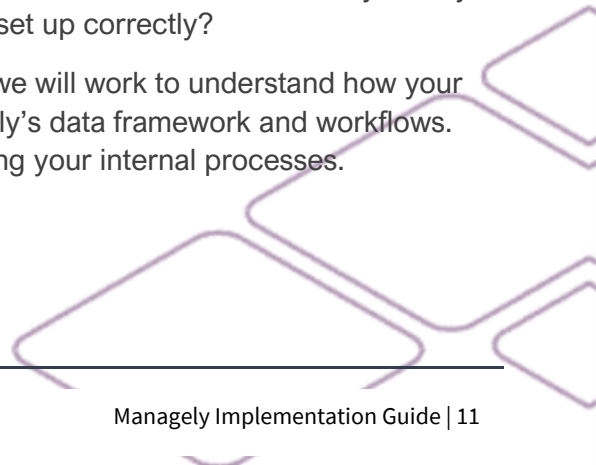 set up correctly?
we will work to understand how your
ly's data framework and workflows.
ng your internal processes.
Managely Implementation Guide | 11